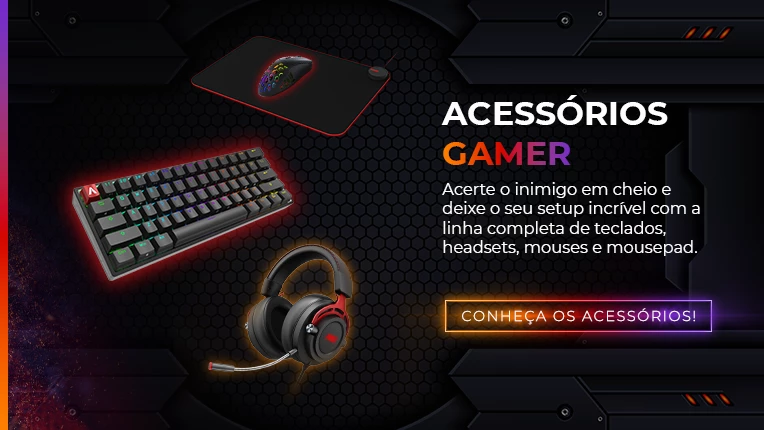 ACESSÓRIOS
GAMER
Acerte o inimigo em cheio e
deixe o seu setup incrível com a
linha completa de teclados,
headsets, mouses e mousepad.
CONHEÇA OS ACESSÓRIOS!